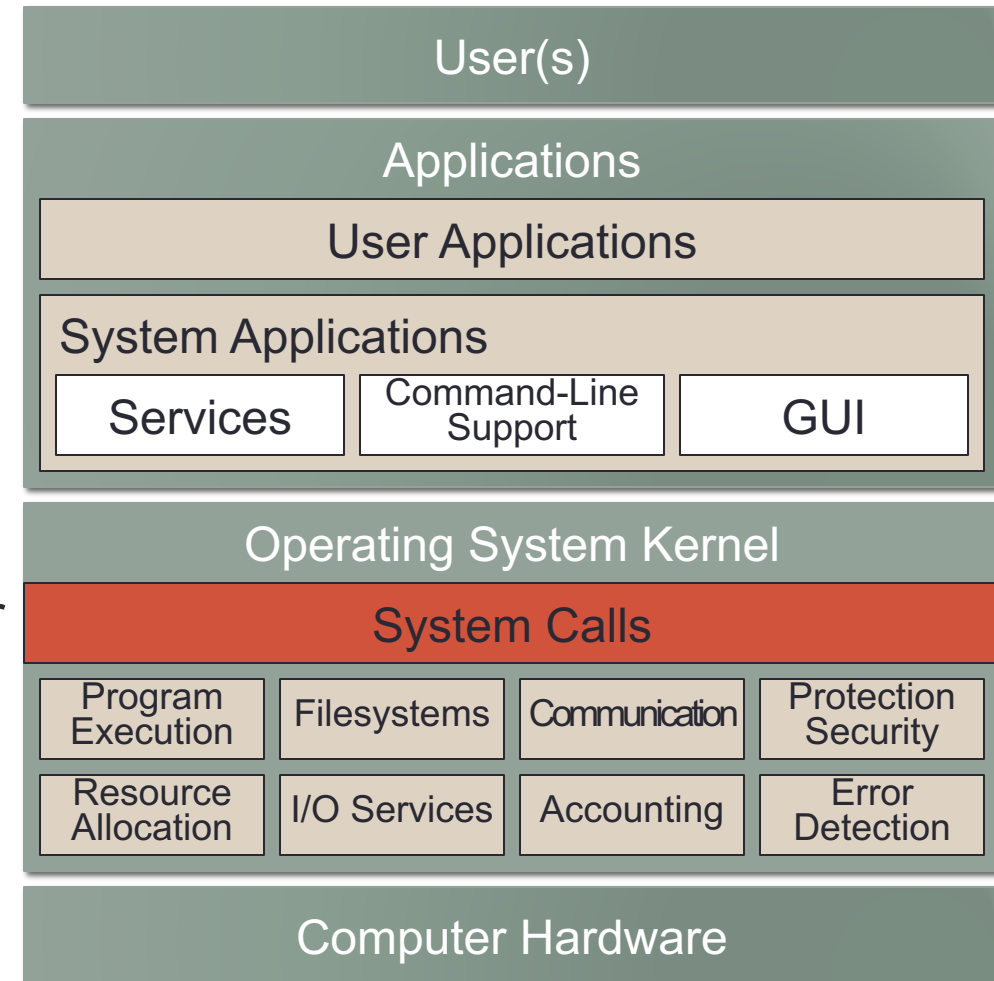 User(s)
Applications
User Applications
System Applications
Services
Command-Line
Support
GUI
Operating System Kernel
System Calls
Program
Execution
Filesystems
Communication
Protection
Security
Resource
Allocation
I/O Services
Accounting
Error
Detection
Computer Hardware